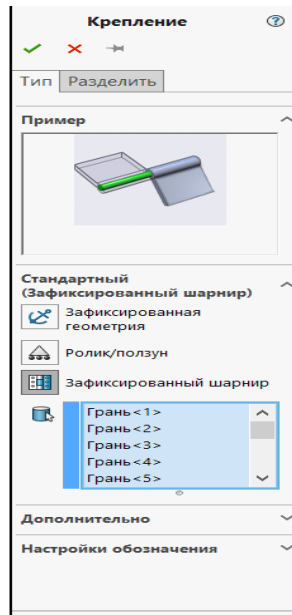 Крепление
Тип Разделить
Пример
Стандартный
(Зафиксированный шарнир)
Зафиксированная
геометрия
Ролик/ползун
Зафиксированный шарнир
Грань<1>
Грань<2>
Грань<3>
Грань<4>
Грань<5>
Дополнительно
Настройки обозначения